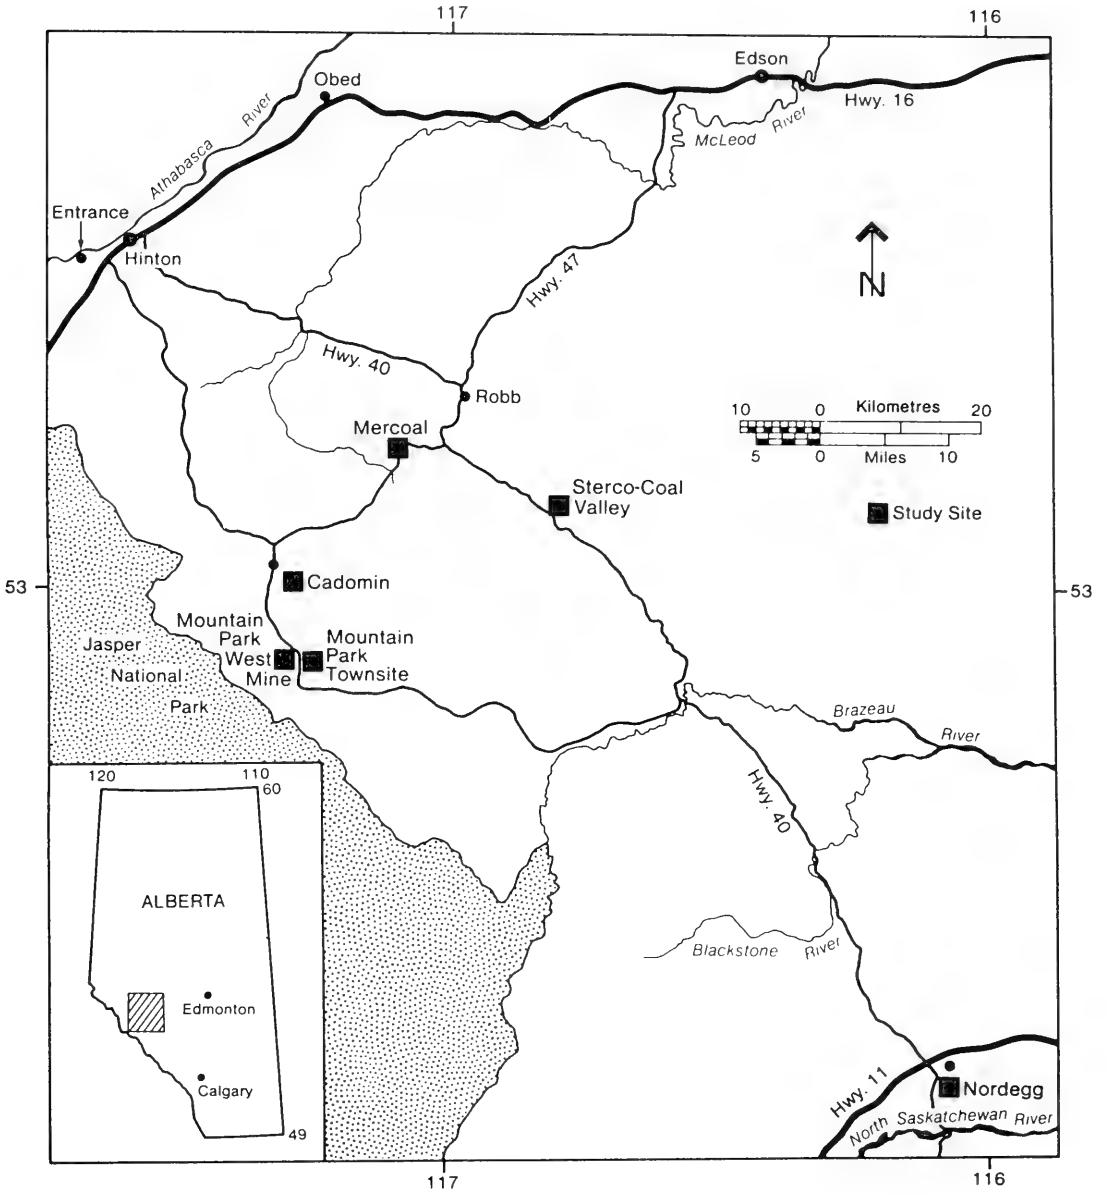 117
116
Edson
Obed
Hwy. 16
Athabasca River
McLeod River
Entrance
Hinton
N
Hwy. 47
Hwy. 40
Robb
10 0 Kilometres 20
5 0 Miles 10
Mercoal
Sterco-Coal
Valley
Study Site
53
53
Cadomin
Mountain
Park
West
Mine
Mountain
Park
Townsite
Jasper
National
Park
Brazeau
River
120
110
60
Hwy. 40
ALBERTA
Blackstone River
Edmonton
Calgary
49
Hwy. 11
Nordegg
North Saskatchewan River
117
116